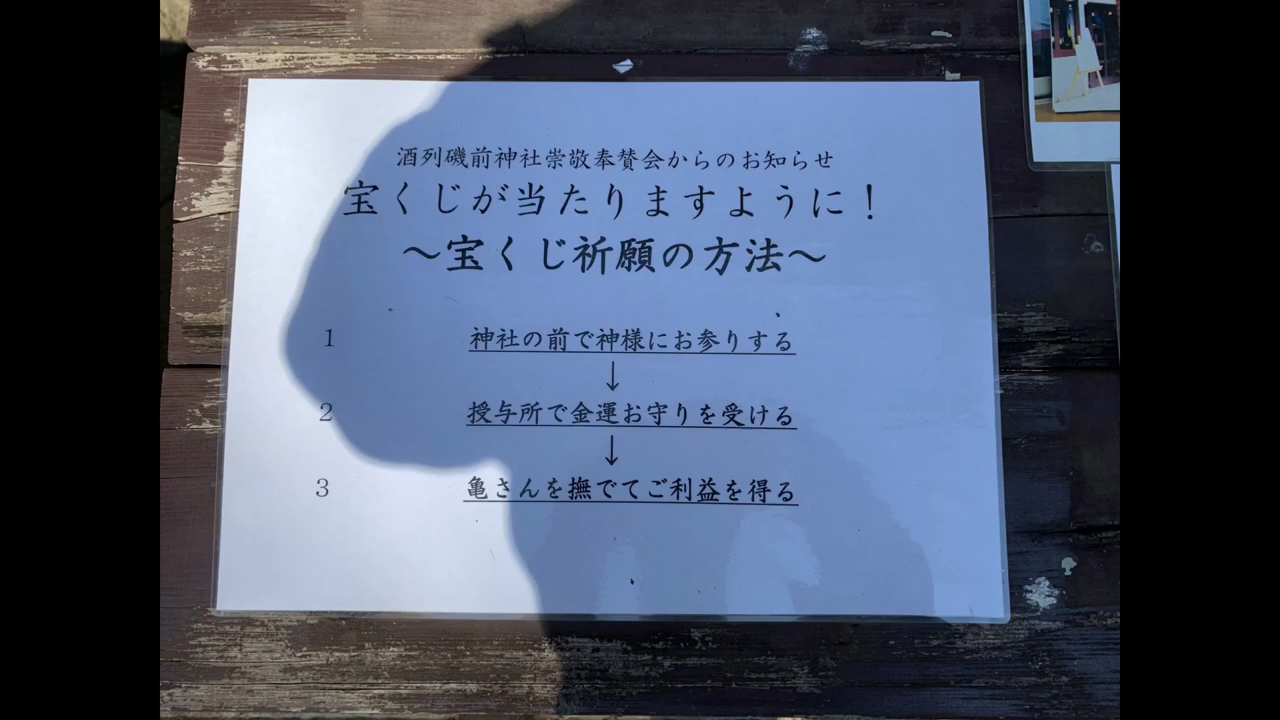 酒列磯前神社崇敬奉賛会からのお知らせ
宝くじが当たりますように！
～宝くじ祈願の方法～
1 神社の前で神様にお参りする
↓
2 授与所で金運お守りを受ける
↓
3 亀さんを撫でてご利益を得る